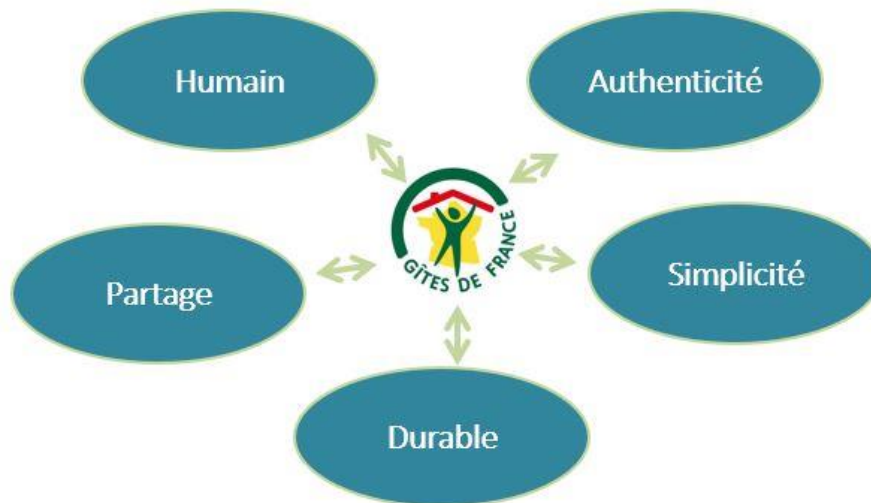 Humain
Authenticité
GÎTES DE FRANCE
Partage
Simplicité
Durable